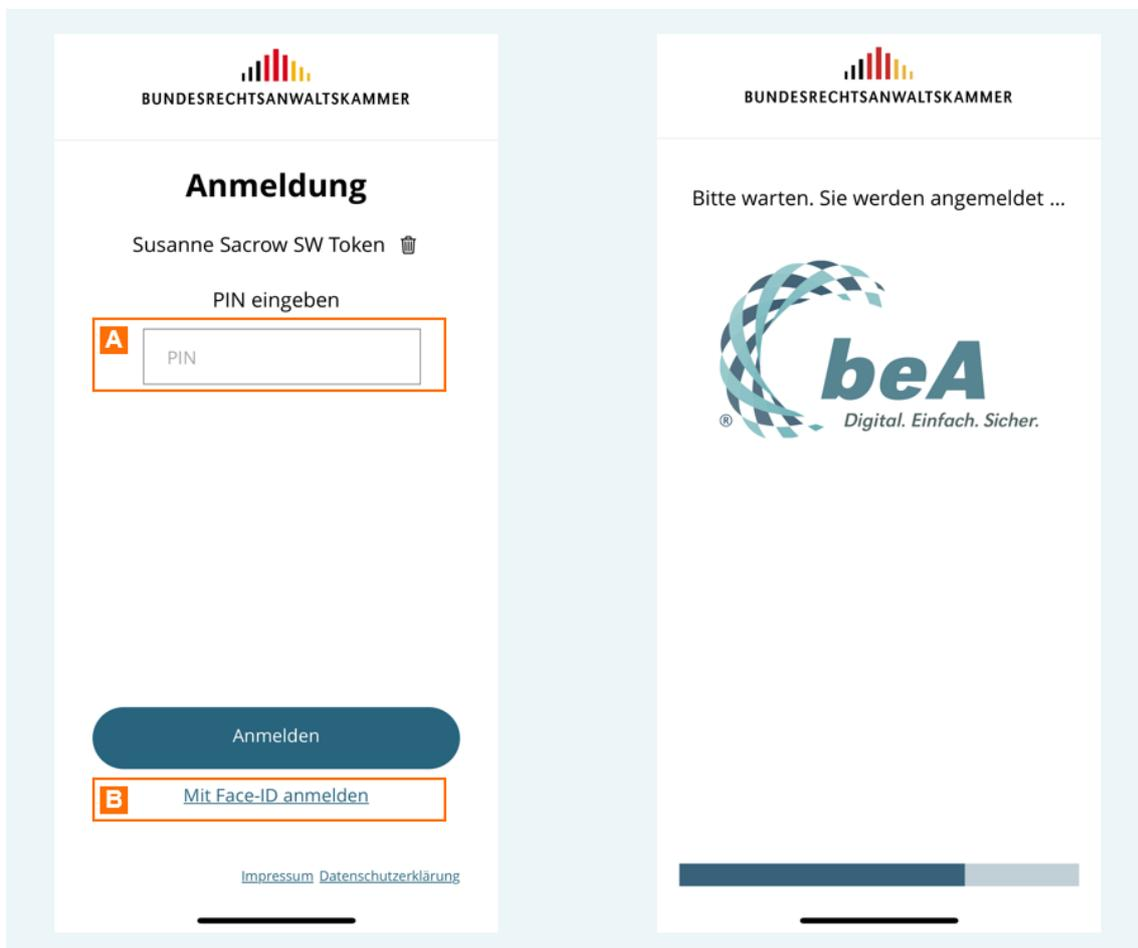 BUNDESRECHTSANWALTSKAMMER
Anmeldung
Susanne Sacrow SW Token
PIN eingeben
A
PIN
Anmelden
B
Mit Face-ID anmelden
Impressum Datenschutzerklärung
BUNDESRECHTSANWALTSKAMMER
Bitte warten. Sie werden angemeldet ...
beA
® Digital. Einfach. Sicher.